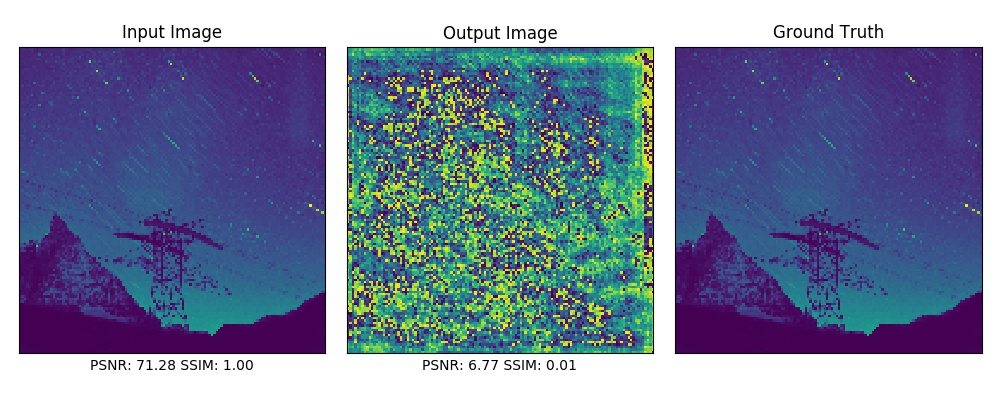 Input Image
Output Image
Ground Truth
PSNR: 71.28 SSIM: 1.00
PSNR: 6.77 SSIM: 0.01